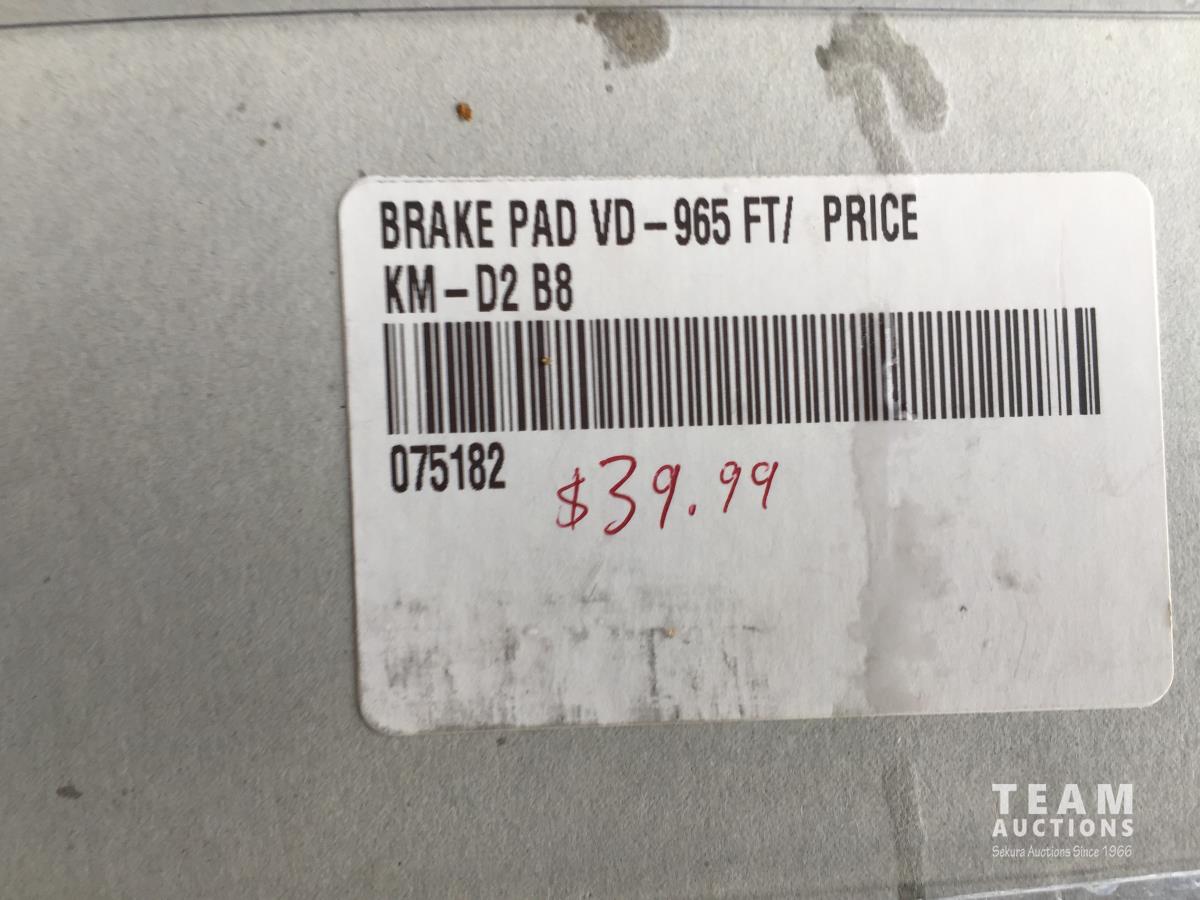 BRAKE PAD VD-965 FT/ PRICE
KM-D2 B8
075182
$39.99
TEAM
AUCTIONS
Sekura Auctions Since 1966